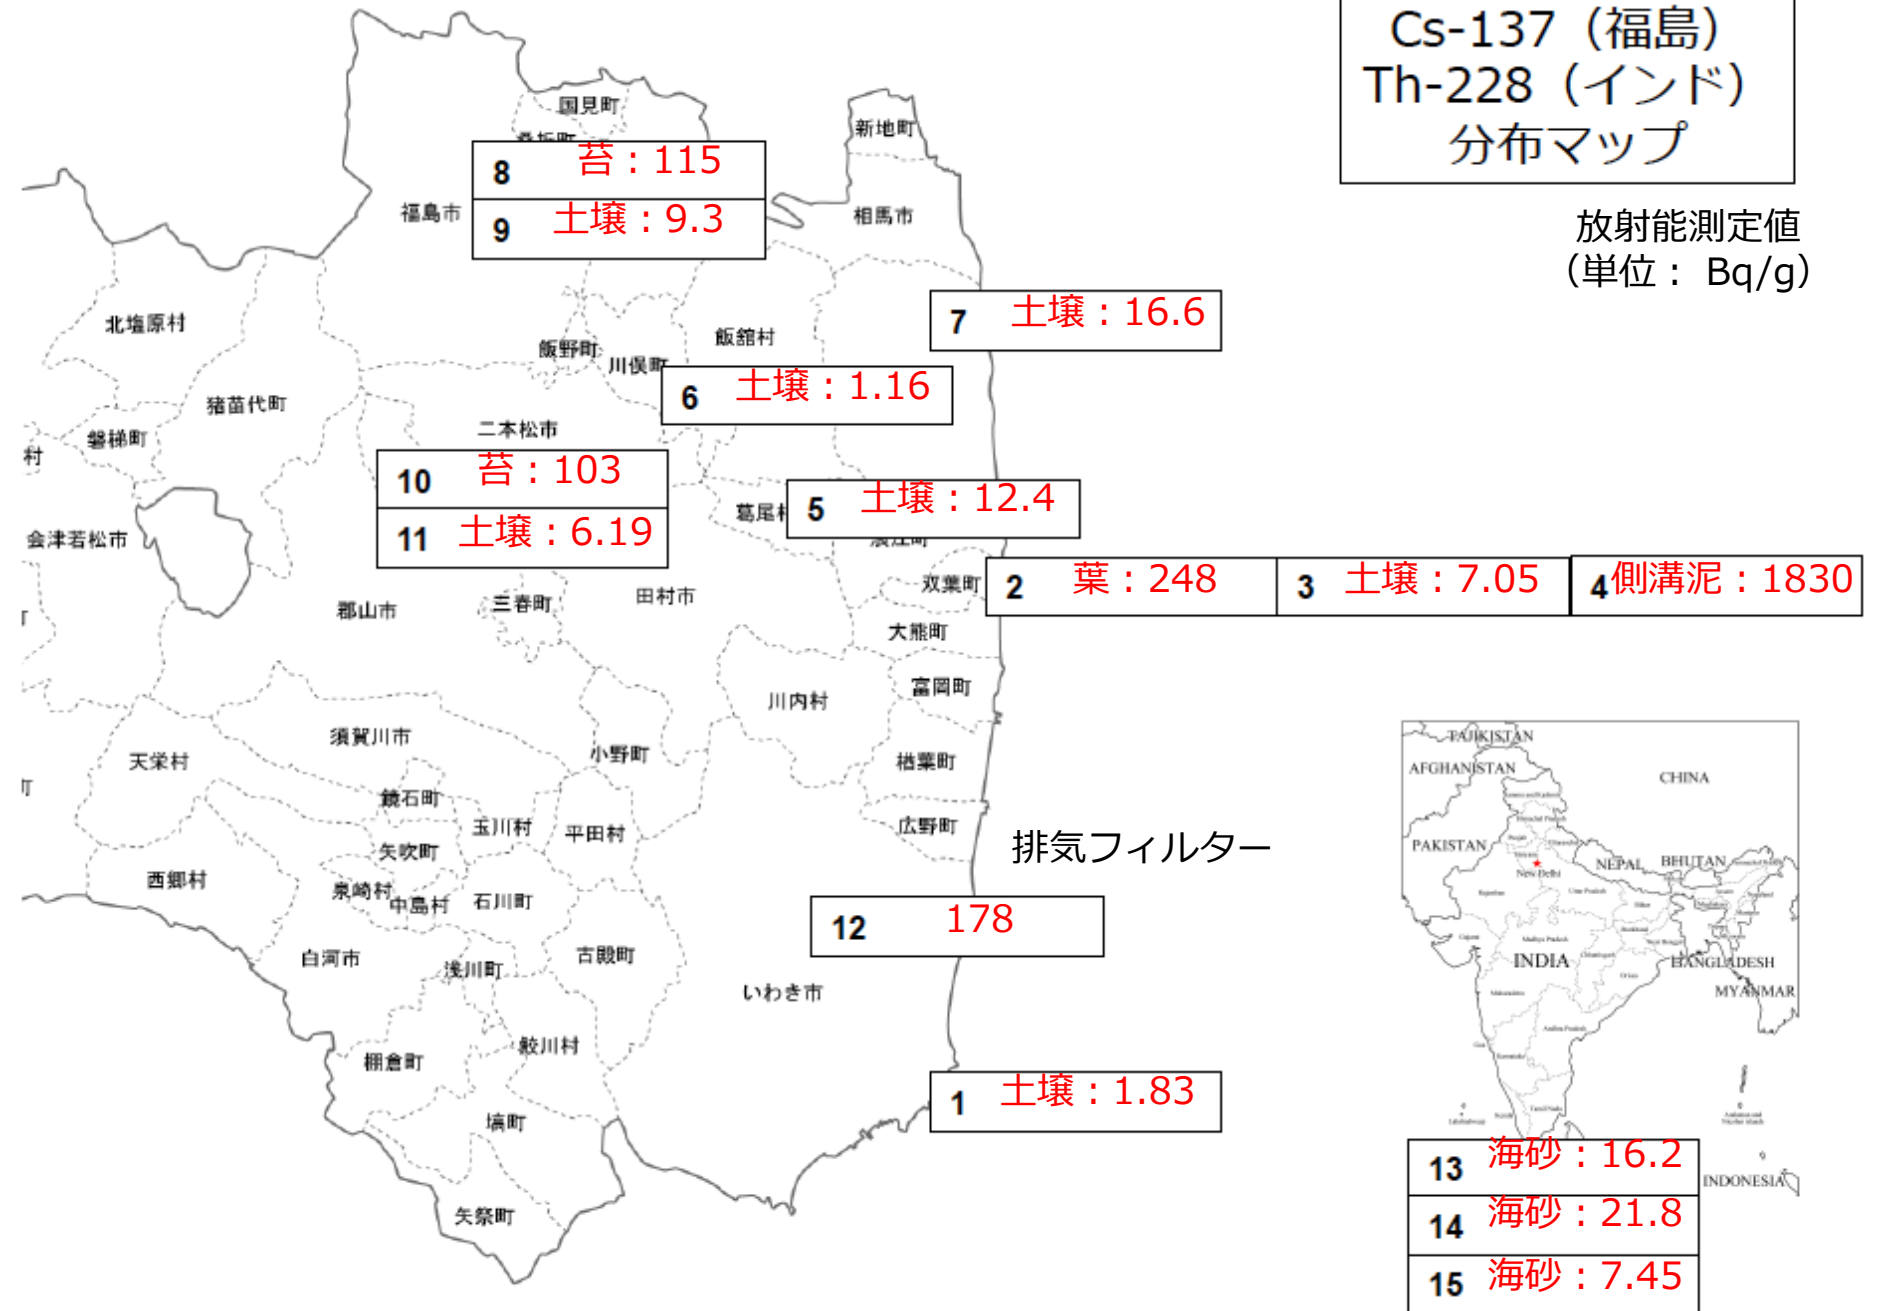 Cs-137（福島）
Th-228（インド）
分布マップ
放射能測定値
（単位： Bq/g）
国見町
新地町
8 苔：115
福島市
9 土壌：9.3
相馬市
北塩原村
7 土壌：16.6
飯舘村
飯野町
川俣町
6 土壌：1.16
猪苗代町
二本松市
磐梯町
村
10 苔：103
11 土壌：6.19
葛尾村
5 土壌：12.4
会津若松市
双葉町
2 葉：248
3 土壌：7.05
4 側溝泥：1830
郡山市
三春町
田村市
大熊町
富岡町
川内村
須賀川市
小野町
天栄村
楢葉町
鏡石町
玉川村
平田村
広野町
矢吹町
西郷村
泉崎村
中島村
石川町
排気フィルター
12 178
白河市
浅川町
古殿町
いわき市
棚倉町
鮫川村
1 土壌：1.83
塙町
矢祭町
TAJIKISTAN
AFGHANISTAN
CHINA
PAKISTAN
NEPAL
BHUTAN
New Delhi
INDIA
BANGLADESH
MYANMAR
INDONESIA
13 海砂：16.2
14 海砂：21.8
15 海砂：7.45